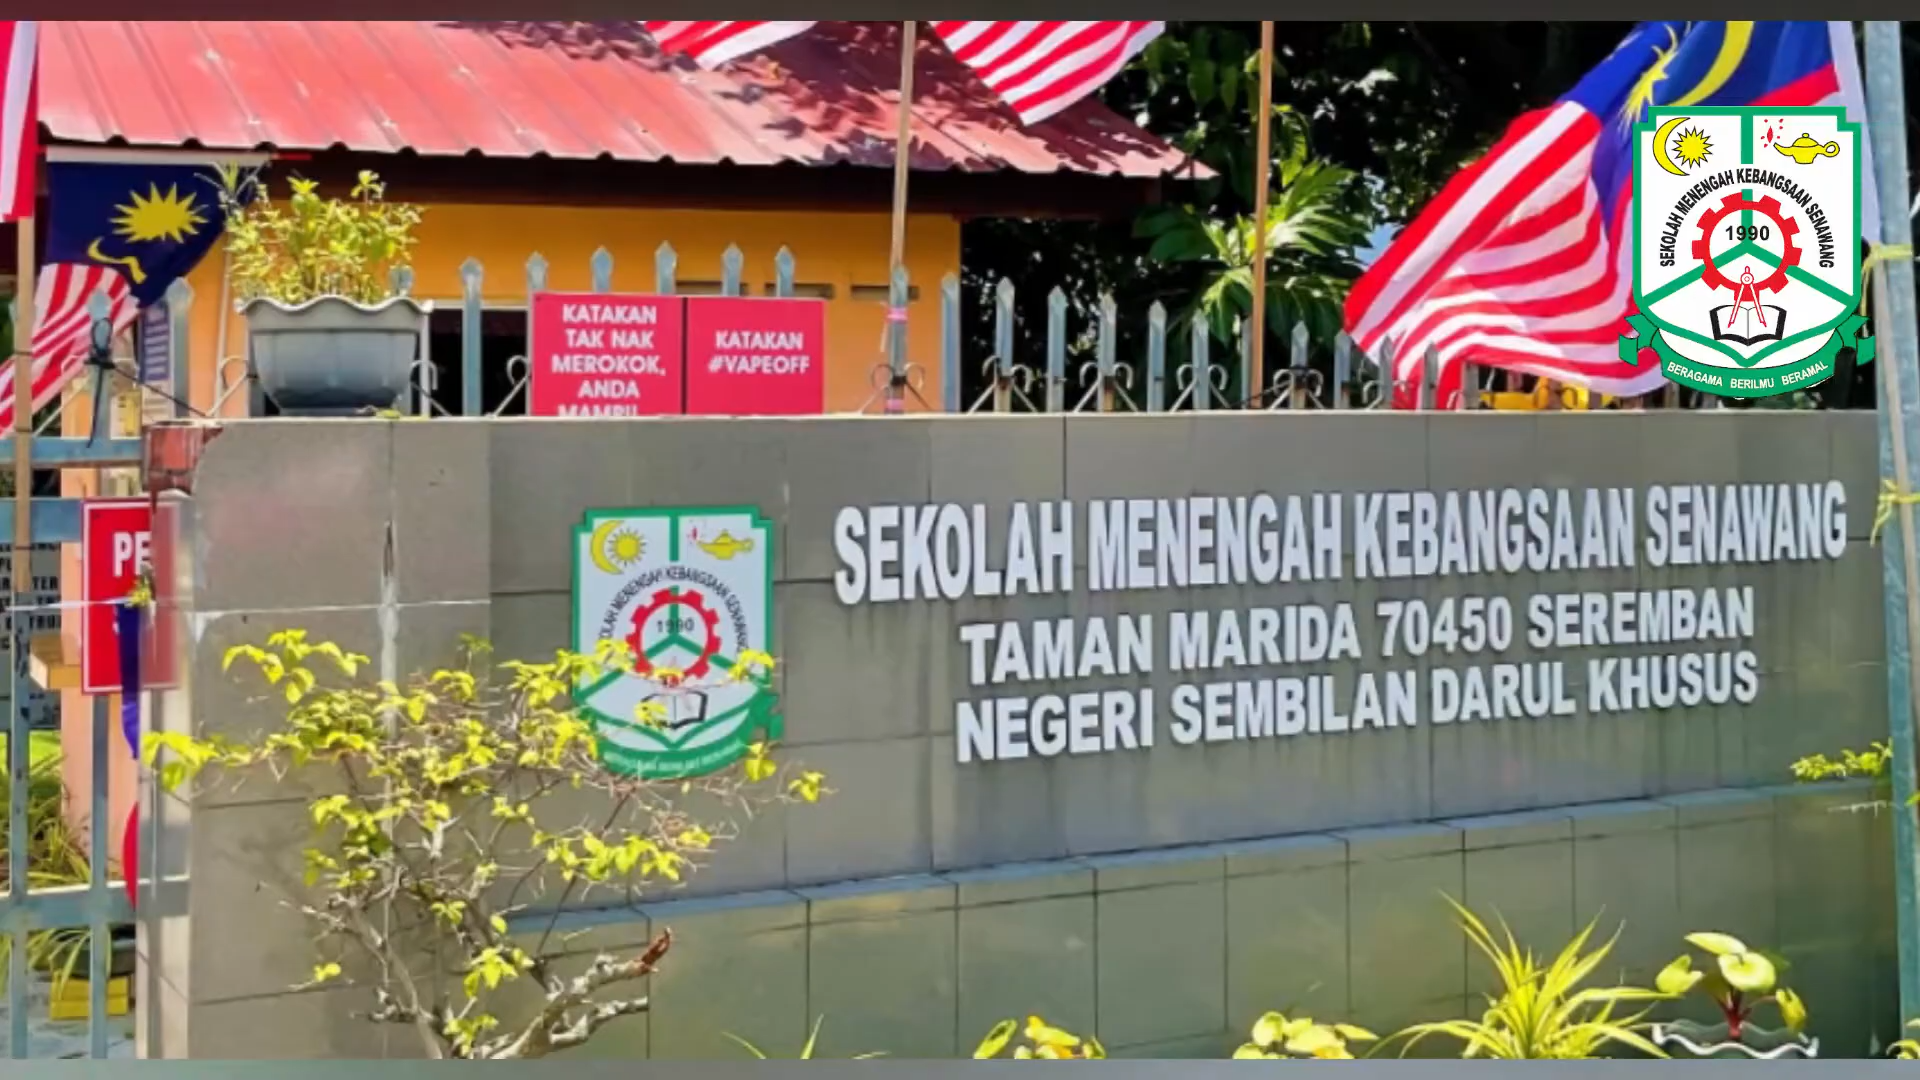 SEKOLAH MENENGAH KEBANGSAAN SENAWANG
1990
BERAGAMA BERILMU BERAMAL
KATAKAN
TAK NAK
MEROKOK,
ANDA
KATAKAN
#VAPEOFF
SEKOLAH MENENGAH KEBANGSAAN SENAWANG
TAMAN MARIDA 70450 SEREMBAN
NEGERI SEMBILAN DARUL KHUSUS
1990
PE